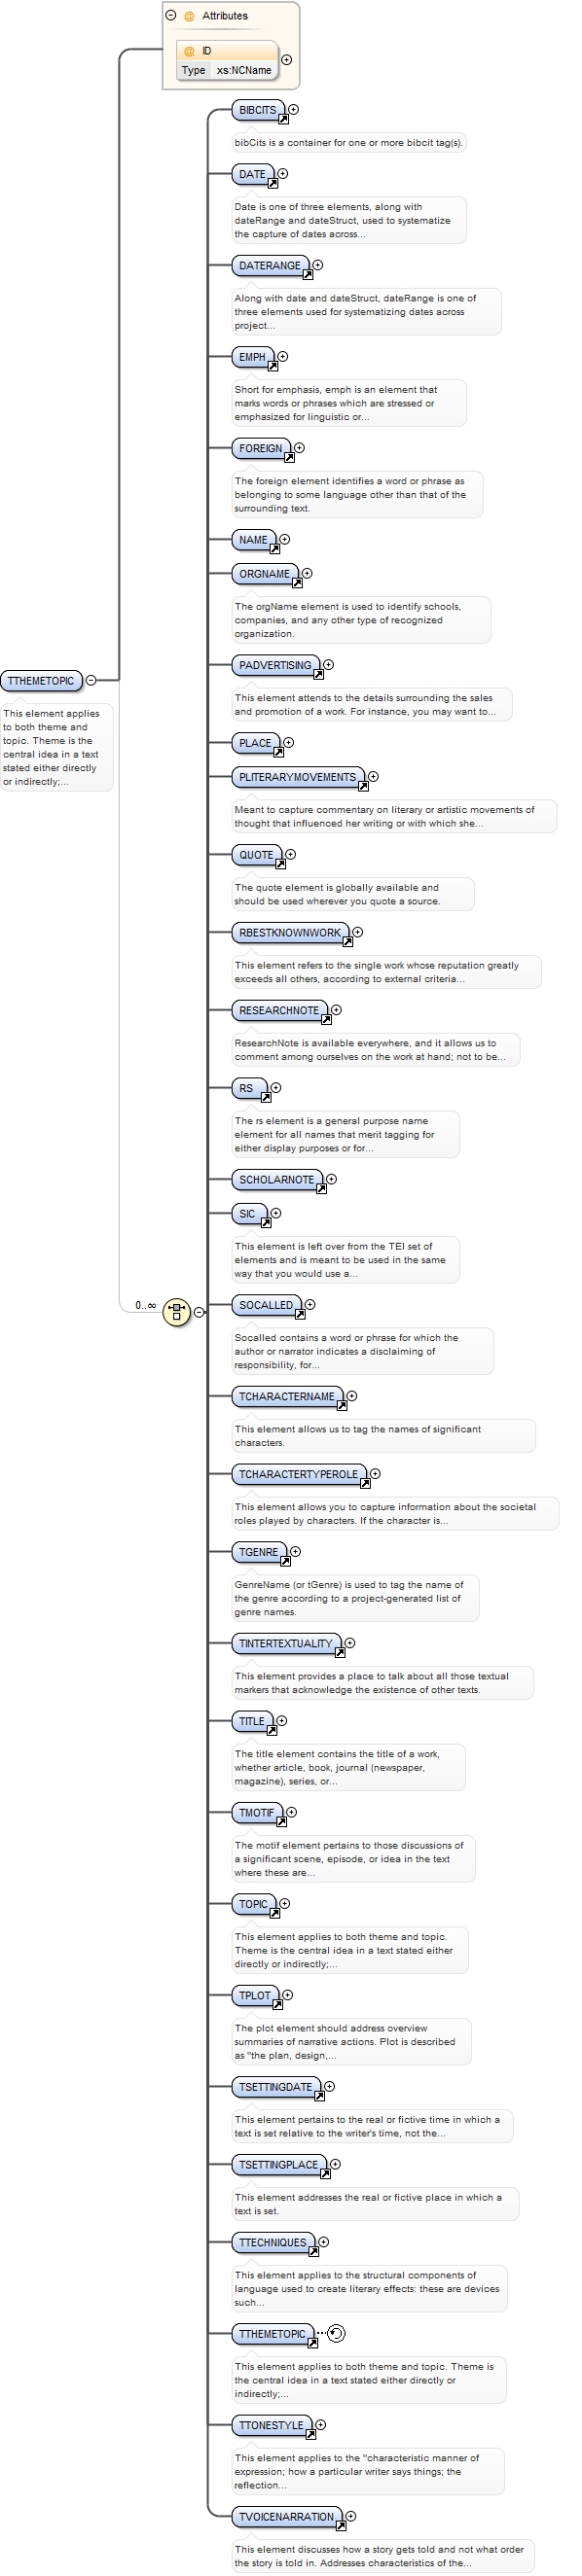 Attributes
@ ID
Type xs:NCName
BIBCITS
bibCits is a container for one or more bibcit tag(s).
DATE
Date is one of three elements, along with
dateRange and dateStruct, used to systematize
the capture of dates across...
DATERANGE
Along with date and dateStruct, dateRange is one of
three elements used for systematizing dates across
project...
EMPH
Short for emphasis, emph is an element that
marks words or phrases which are stressed or
emphasized for linguistic or...
FOREIGN
The foreign element identifies a word or phrase as
belonging to some language other than that of the
surrounding text.
NAME
ORGNAME
The orgName element is used to identify schools,
companies, and any other type of recognized
organization.
PADVERTISING
This element attends to the details surrounding the sales
and promotion of a work. For instance, you may want to...
TTHEMETOPIC
This element applies
to both theme and
topic. Theme is the
central idea in a text
stated either directly
or indirectly;...
PLACE
PLITERARYMOVEMENTS
Meant to capture commentary on literary or artistic movements of
thought that influenced her writing or with which she...
QUOTE
The quote element is globally available and
should be used wherever you quote a source.
RBESTKNOWNWORK
This element refers to the single work whose reputation greatly
exceeds all others, according to external criteria...
RESEARCHNOTE
ResearchNote is available everywhere, and it allows us to
comment among ourselves on the work at hand; not to be...
RS
The rs element is a general purpose name
element for all names that merit tagging for
either display purposes or for...
SCHOLARNOTE
SIC
This element is left over from the TEI set of
elements and is meant to be used in the same
way that you would use a...
0..∞
SOCALLED
Socalled contains a word or phrase for which the
author or narrator indicates a disclaiming of
responsibility, for...
TCHARACTERNAME
This element allows us to tag the names of significant
characters.
TCHARACTERTYPEROLE
This element allows you to capture information about the societal
roles played by characters. If the character is...
TGENRE
GenreName (or tGenre) is used to tag the name of
the genre according to a project-generated list of
genre names.
TINTERTEXTUALITY
This element provides a place to talk about all those textual
markers that acknowledge the existence of other texts.
TITLE
The title element contains the title of a work,
whether article, book, journal (newspaper,
magazine), series, or...
TMOTIF
The motif element pertains to those discussions of
a significant scene, episode, or idea in the text
where these are...
TOPIC
This element applies to both theme and topic.
Theme is the central idea in a text stated either
directly or indirectly;...
TPLOT
The plot element should address overview
summaries of narrative actions. Plot is described
as "the plan, design,...
TSETTINGDATE
This element pertains to the real or fictive time in which a
text is set relative to the writer's time, not the...
TSETTINGPLACE
This element addresses the real or fictive place in which a
text is set.
TTECHNIQUES
This element applies to the structural components of
language used to create literary effects: these are devices
such...
TTHEMETOPIC
This element applies to both theme and topic. Theme is
the central idea in a text stated either directly or
indirectly;...
TTONESTYLE
This element applies to the "characteristic manner of
expression; how a particular writer says things; the
reflection...
TVOICENARRATION
This element discusses how a story gets told and not what order
the story is told in. Addresses characteristics of the...